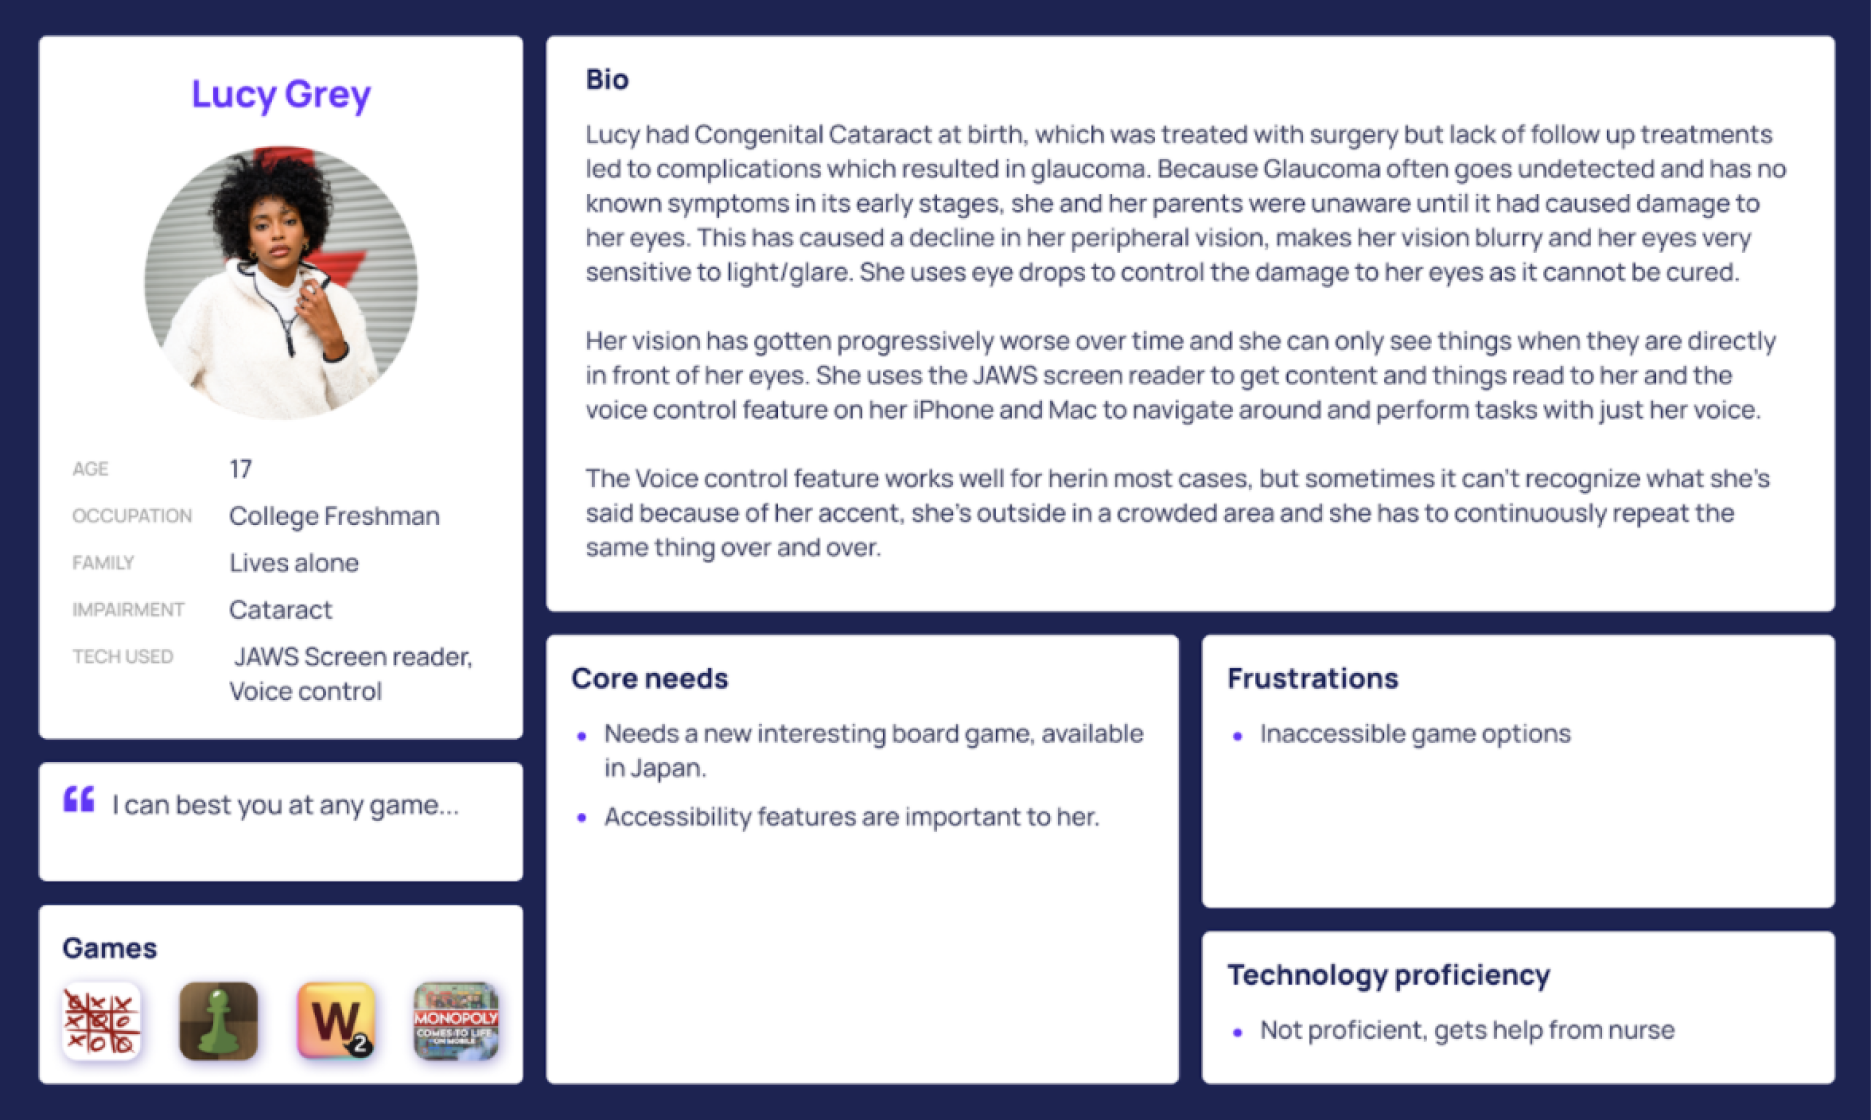 Lucy Grey
AGE 17
OCCUPATION College Freshman
FAMILY Lives alone
IMPAIRMENT Cataract
TECH USED JAWS Screen reader,
Voice control
“ I can best you at any game...
Games
W
2
MONOPOLY
COMES TO LIFE
ON MOBILE
Bio
Lucy had Congenital Cataract at birth, which was treated with surgery but lack of follow up treatments
led to complications which resulted in glaucoma. Because Glaucoma often goes undetected and has no
known symptoms in its early stages, she and her parents were unaware until it had caused damage to
her eyes. This has caused a decline in her peripheral vision, makes her vision blurry and her eyes very
sensitive to light/glare. She uses eye drops to control the damage to her eyes as it cannot be cured.
Her vision has gotten progressively worse over time and she can only see things when they are directly
in front of her eyes. She uses the JAWS screen reader to get content and things read to her and the
voice control feature on her iPhone and Mac to navigate around and perform tasks with just her voice.
The Voice control feature works well for herin most cases, but sometimes it can't recognize what she's
said because of her accent, she's outside in a crowded area and she has to continuously repeat the
same thing over and over.
Core needs
• Needs a new interesting board game, available
in Japan.
• Accessibility features are important to her.
Frustrations
• Inaccessible game options
Technology proficiency
• Not proficient, gets help from nurse